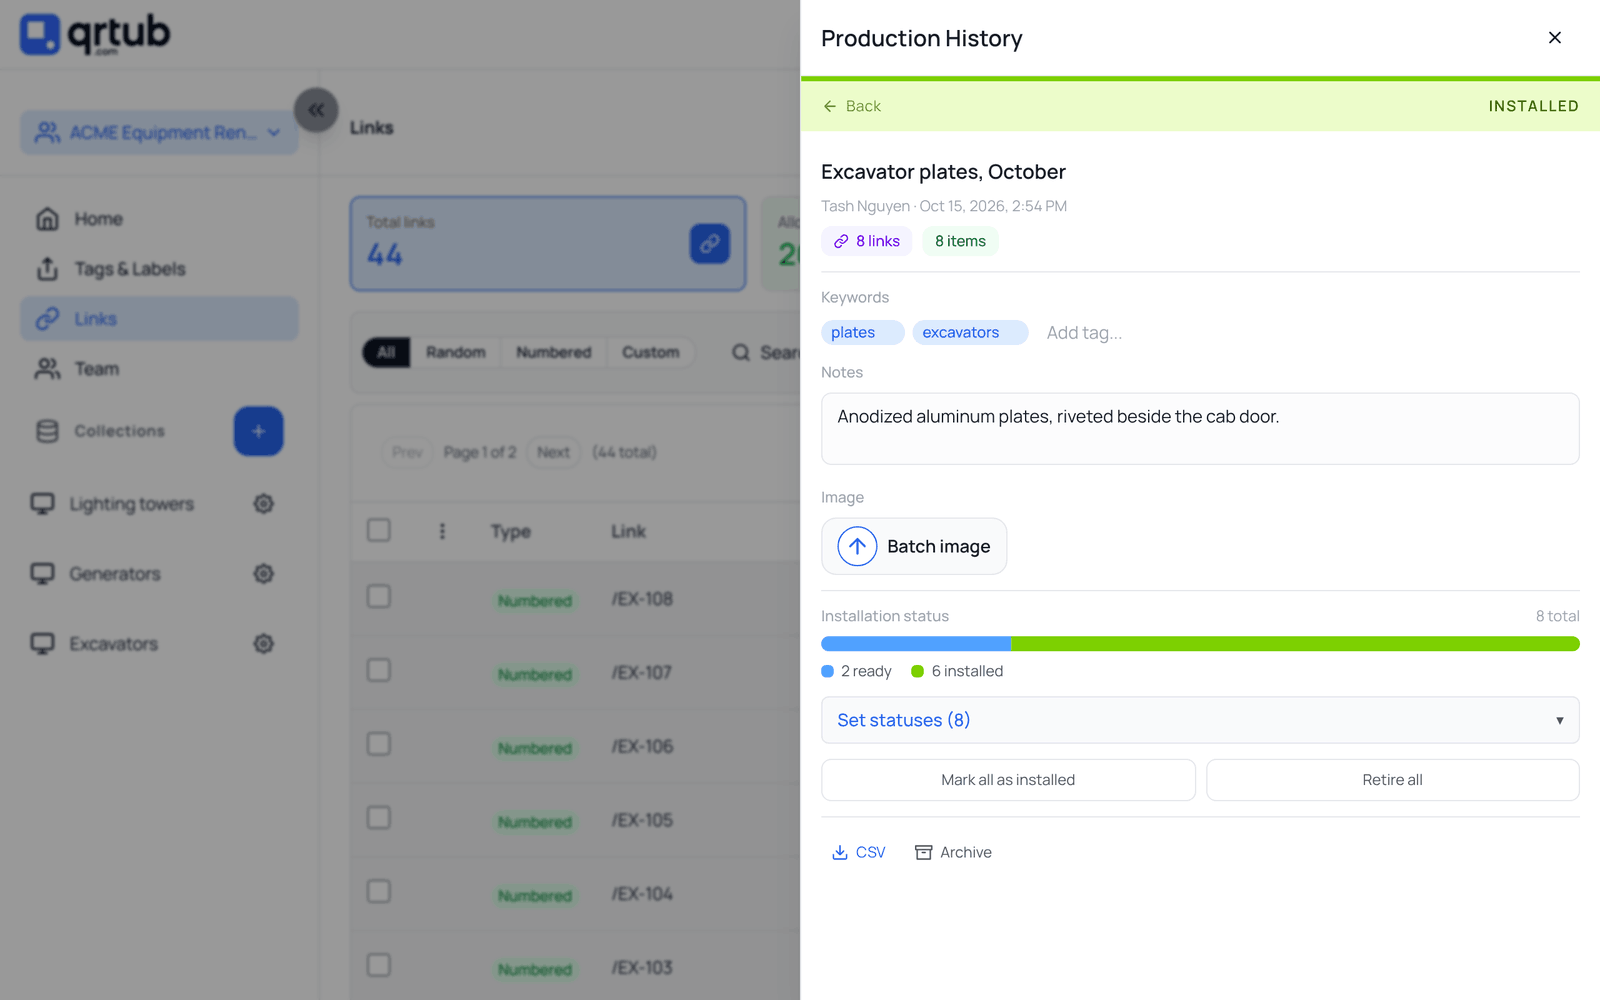 qrtub
.com
ACME Equipment Ren...
Home
Tags & Labels
Links
Team
Collections
+
Lighting towers
Generators
Excavators
Links
Total links
44
All
Random
Numbered
Custom
Prev
Page 1 of 2
Next
(44 total)
Type
Link
Numbered
/EX-108
Numbered
/EX-107
Numbered
/EX-106
Numbered
/EX-105
Numbered
/EX-104
Numbered
/EX-103
Production History
Back
INSTALLED
Excavator plates, October
Tash Nguyen · Oct 15, 2026, 2:54 PM
8 links
8 items
Keywords
plates
excavators
Add tag...
Notes
Anodized aluminum plates, riveted beside the cab door.
Image
Batch image
Installation status
8 total
2 ready
6 installed
Set statuses (8)
Mark all as installed
Retire all
CSV
Archive